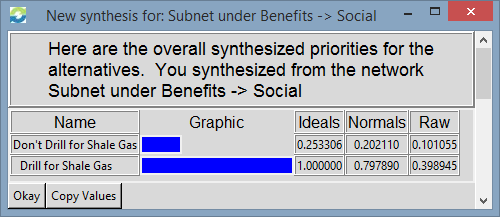 New synthesis for: Subnet under Benefits -> Social
Here are the overall synthesized priorities for the
alternatives.  You synthesized from the network
Subnet under Benefits -> Social
Name Graphic Ideals Normals Raw
Don't Drill for Shale Gas 0.253306 0.202110 0.101055
Drill for Shale Gas 1.000000 0.797890 0.398945
Okay Copy Values